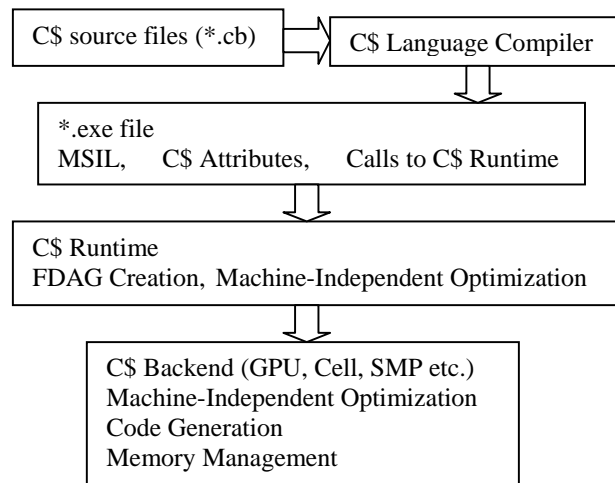 C$ source files (*.cb)
C$ Language Compiler
*.exe file
MSIL, C$ Attributes, Calls to C$ Runtime
C$ Runtime
FDAG Creation, Machine-Independent Optimization
C$ Backend (GPU, Cell, SMP etc.)
Machine-Independent Optimization
Code Generation
Memory Management